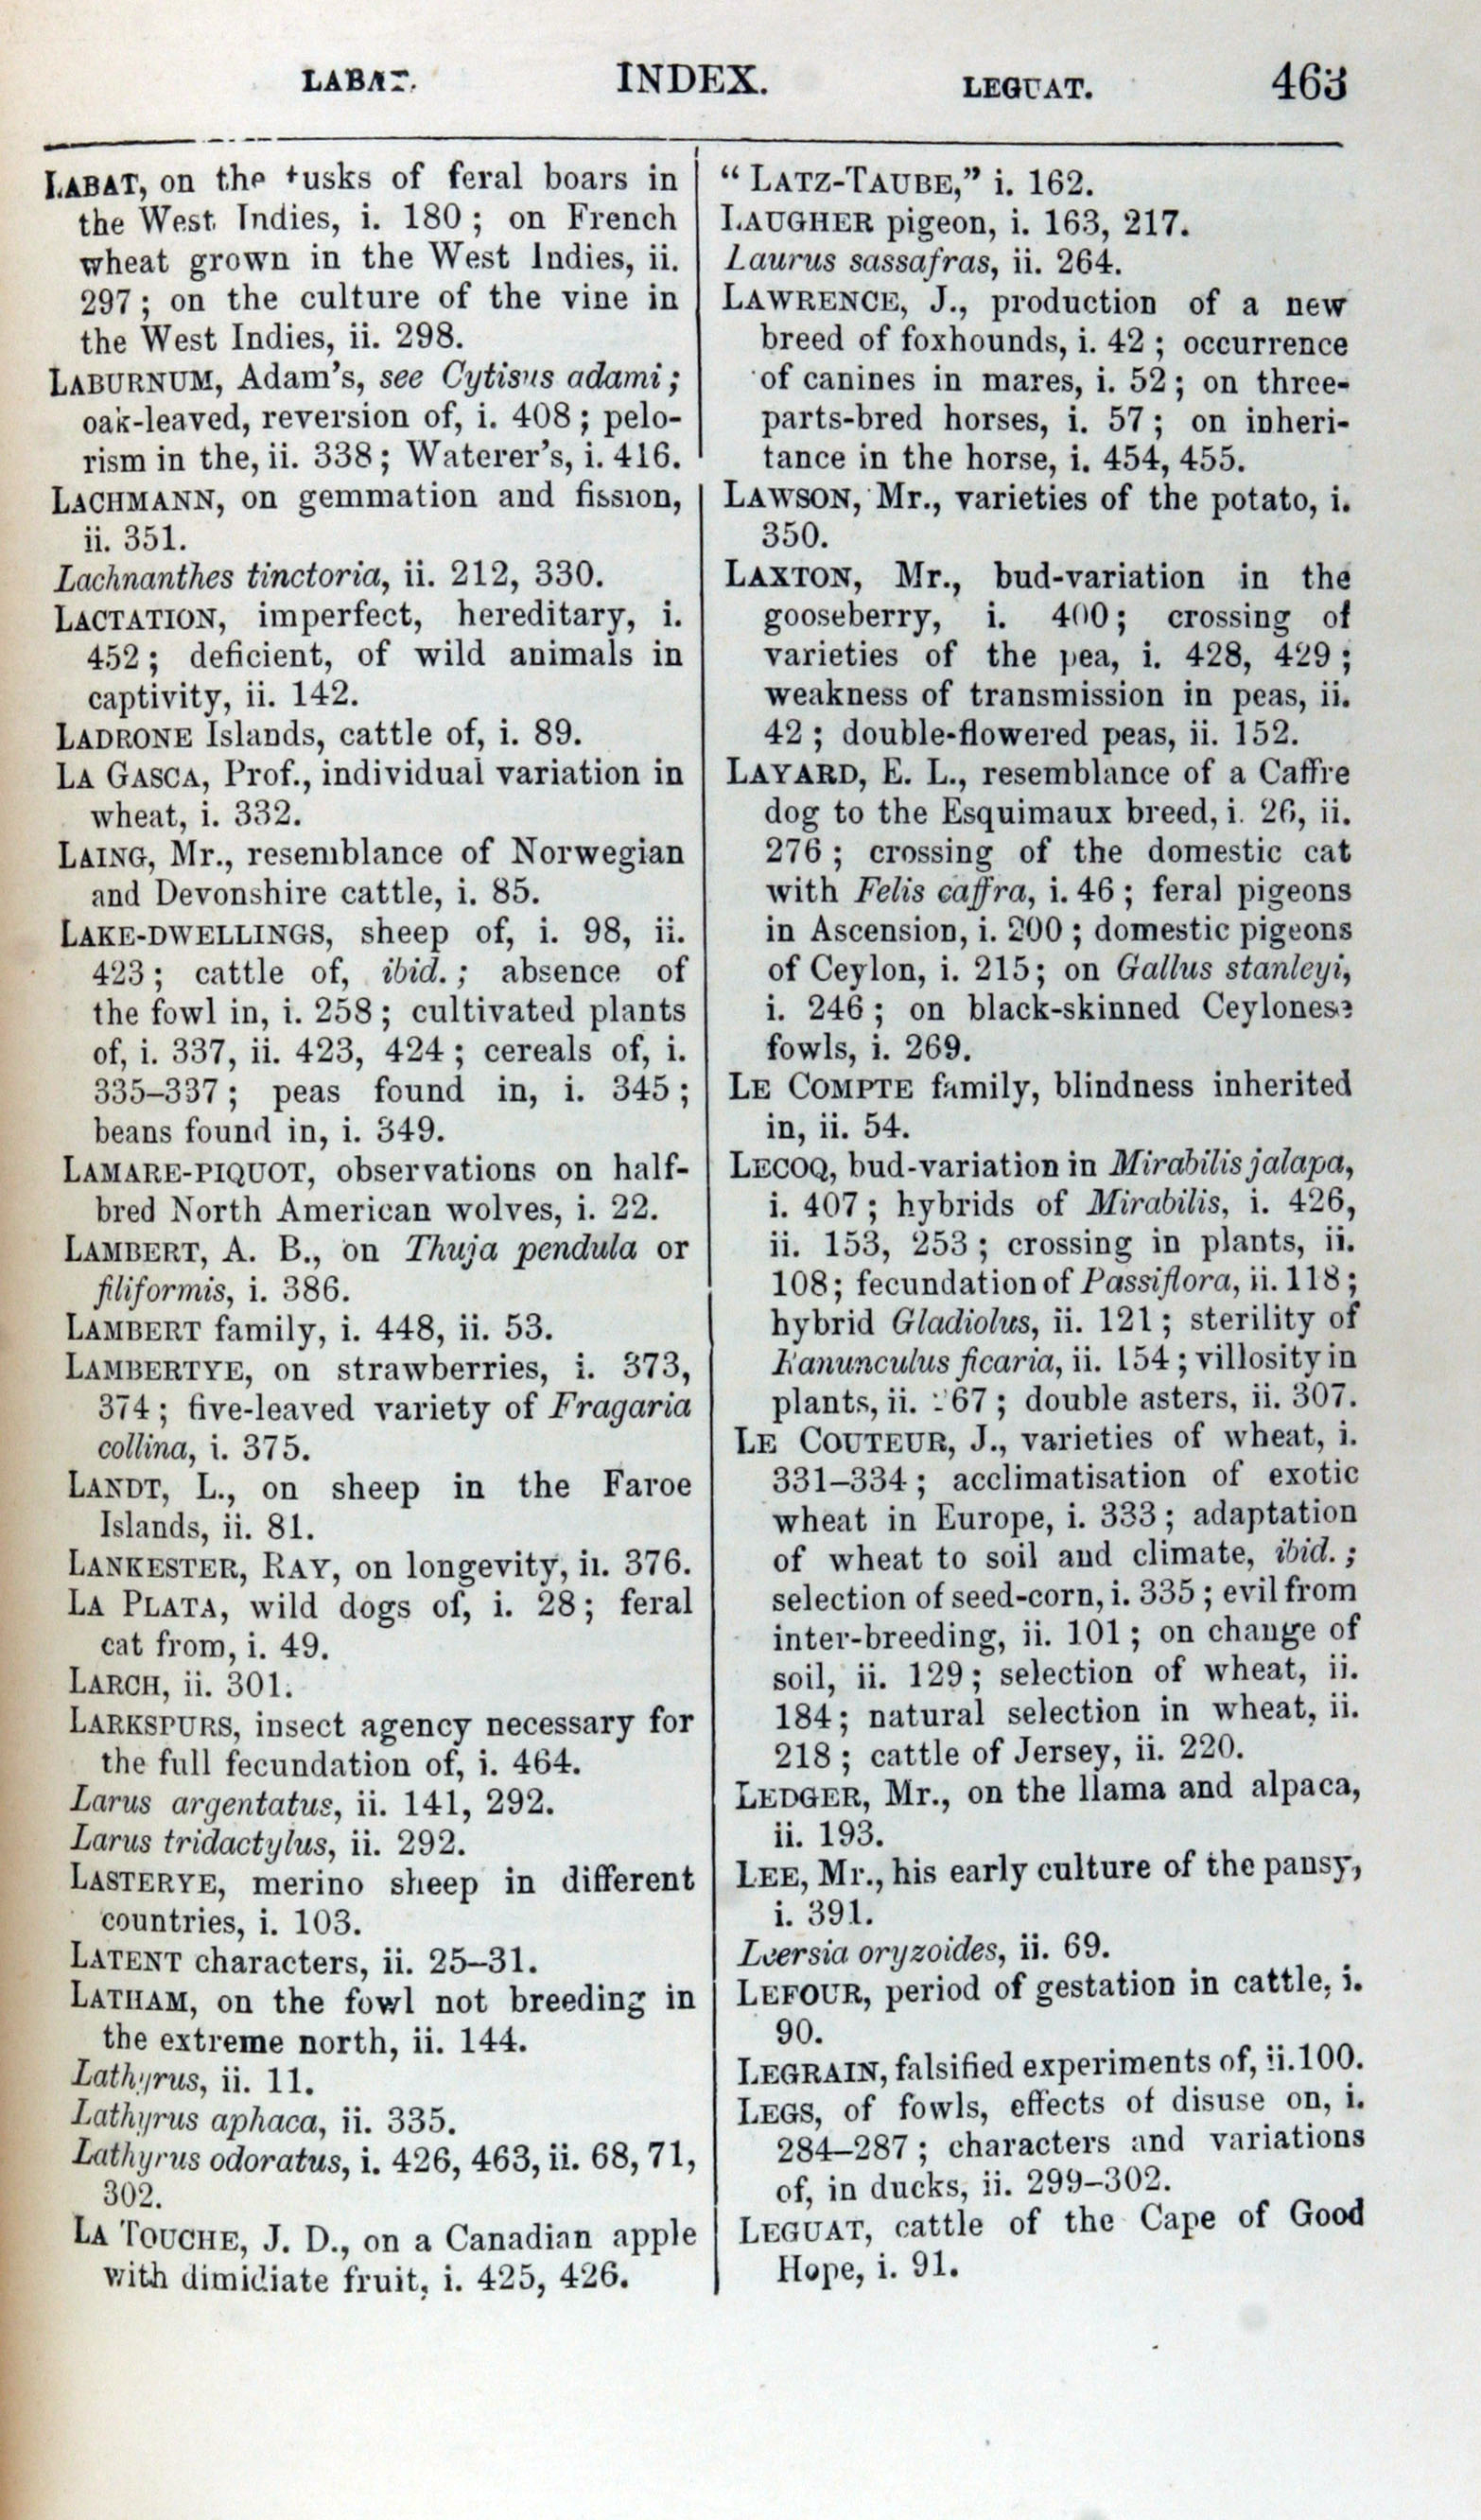 LABAT.
INDEX.
LEGUAT.
463
LABAT, on the tusks of feral boars in
the West Indies, i. 180; on French
wheat grown in the West Indies, ii.
297; on the culture of the vine in
the West Indies, ii. 298.
LABURNUM, Adam's, see Cytisus adami;
oak-leaved, reversion of, i. 408; pelo-
rism in the, ii. 338; Waterer's, i. 416.
LACHMANN, on gemmation and fission,
ii. 351.
Lachnanthes tinctoria, ii. 212, 330.
LACTATION, imperfect, hereditary, i.
452; deficient, of wild animals in
captivity, ii. 142.
LADRONE Islands, cattle of, i. 89.
LA GASCA, Prof., individual variation in
wheat, i. 332.
LAING, Mr., resemblance of Norwegian
and Devonshire cattle, i. 85.
LAKE-DWELLINGS, sheep of, i. 98, ii.
423; cattle of, ibid.; absence of
the fowl in, i. 258; cultivated plants
of, i. 337, ii. 423, 424; cereals of, i.
335–337; peas found in, i. 345;
beans found in, i. 349.
LAMARE-PIQUOT, observations on half-
bred North American wolves, i. 22.
LAMBERT, A. B., on Thuja pendula or
filiformis, i. 386.
LAMBERT family, i. 448, ii. 53.
LAMBERTYE, on strawberries, i. 373,
374; five-leaved variety of Fragaria
collina, i. 375.
LANDT, L., on sheep in the Faroe
Islands, ii. 81.
LANKESTER, RAY, on longevity, ii. 376.
LA PLATA, wild dogs of, i. 28; feral
cat from, i. 49.
LARCH, ii. 301.
LARKSPURS, insect agency necessary for
the full fecundation of, i. 464.
Larus argentatus, ii. 141, 292.
Larus tridactylus, ii. 292.
LASTERYE, merino sheep in different
countries, i. 103.
LATENT characters, ii. 25–31.
LATHAM, on the fowl not breeding in
the extreme north, ii. 144.
Lathyrus, ii. 11.
Lathyrus aphaca, ii. 335.
Lathyrus odoratus, i. 426, 463, ii. 68, 71,
302.
LA TOUCHE, J. D., on a Canadian apple
with dimidiate fruit, i. 425, 426.
"LATZ-TAUBE," i. 162.
LAUGHER pigeon, i. 163, 217.
Laurus sassafras, ii. 264.
LAWRENCE, J., production of a new
breed of foxhounds, i. 42; occurrence
of canines in mares, i. 52; on three-
parts-bred horses, i. 57; on inheri-
tance in the horse, i. 454, 455.
LAWSON, Mr., varieties of the potato, i.
350.
LAXTON, Mr., bud-variation in the
gooseberry, i. 400; crossing of
varieties of the pea, i. 428, 429;
weakness of transmission in peas, ii.
42; double-flowered peas, ii. 152.
LAYARD, E. L., resemblance of a Caffre
dog to the Esquimaux breed, i. 26, ii.
276; crossing of the domestic cat
with Felis caffra, i. 46; feral pigeons
in Ascension, i. 200; domestic pigeons
of Ceylon, i. 215; on Gallus stanleyi,
i. 246; on black-skinned Ceylonese
fowls, i. 269.
LE COMPTE family, blindness inherited
in, ii. 54.
LECOQ, bud-variation in Mirabilis jalapa,
i. 407; hybrids of Mirabilis, i. 426,
ii. 153, 253; crossing in plants, ii.
108; fecundation of Passiflora, ii. 118;
hybrid Gladiolus, ii. 121; sterility of
Ranunculus ficaria, ii. 154; villosity in
plants, ii. 67; double asters, ii. 307.
LE COUTEUR, J., varieties of wheat, i.
331–334; acclimatisation of exotic
wheat in Europe, i. 333; adaptation
of wheat to soil and climate, ibid.;
selection of seed-corn, i. 335; evil from
inter-breeding, ii. 101; on change of
soil, ii. 129; selection of wheat, ii.
184; natural selection in wheat, ii.
218; cattle of Jersey, ii. 220.
LEDGER, Mr., on the llama and alpaca,
ii. 193.
LEE, Mr., his early culture of the pansy,
i. 391.
Leersia oryzoides, ii. 69.
LEFOUR, period of gestation in cattle, i.
90.
LEGRAIN, falsified experiments of, ii. 100.
LEGS, of fowls, effects of disuse on, i.
284–287; characters and variations
of, in ducks, ii. 299–302.
LEGUAT, cattle of the Cape of Good
Hope, i. 91.